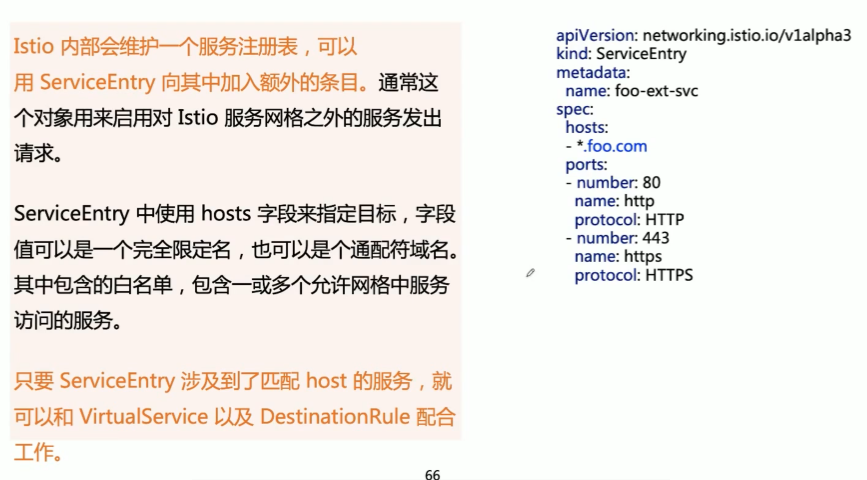 Istio 内部会维护一个服务注册表，可以
用 ServiceEntry 向其中加入额外的条目。通常这
个对象用来启用对 Istio 服务网格之外的服务发出
请求。
ServiceEntry 中使用 hosts 字段来指定目标，字段
值可以是一个完全限定名，也可以是个通配符域名。
其中包含的白名单，包含一或多个允许网格中服务
访问的服务。
只要 ServiceEntry 涉及到了匹配 host 的服务，就
可以和 VirtualService 以及 DestinationRule 配合
工作。
apiVersion: networking.istio.io/v1alpha3
kind: ServiceEntry
metadata:
  name: foo-ext-svc
spec:
  hosts:
  - *.foo.com
  ports:
  - number: 80
    name: http
    protocol: HTTP
  - number: 443
    name: https
    protocol: HTTPS
66